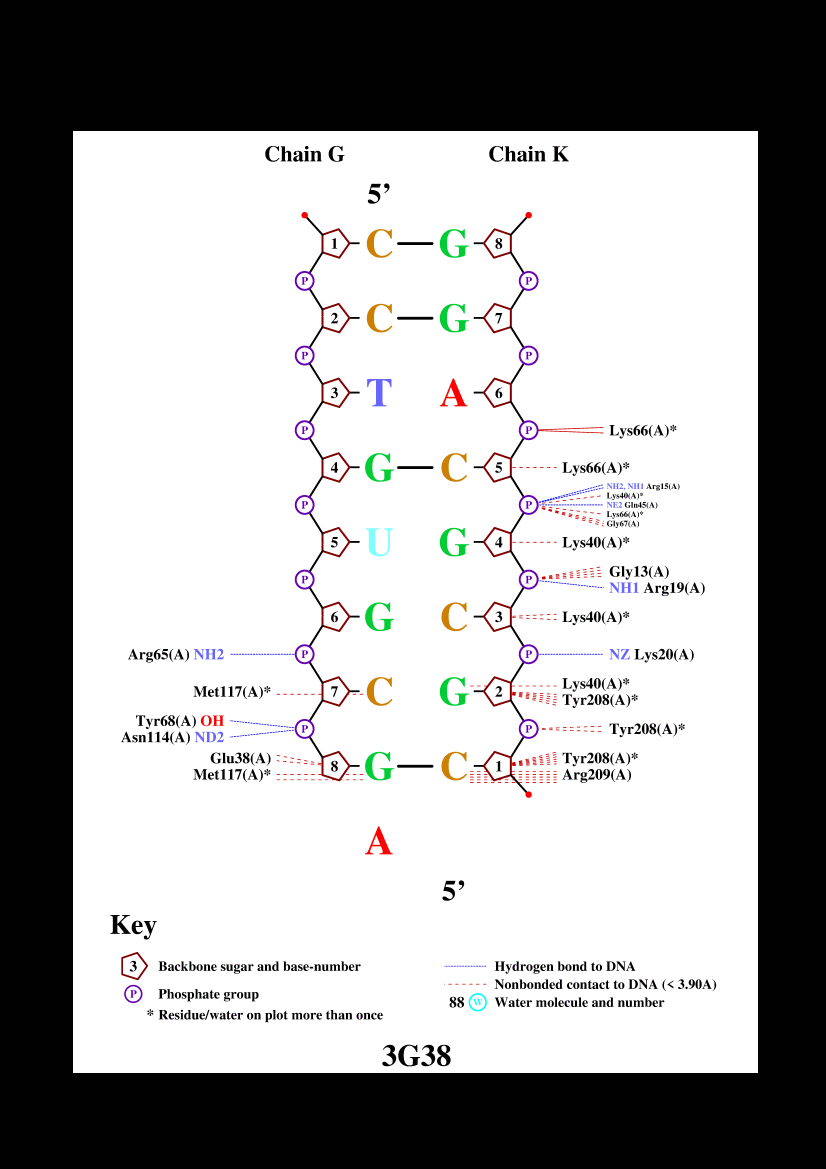 Chain G Chain K
5’
1 C G 8
P P
2 C G 7
P P
3 T A 6
P P Lys66(A)*
4 G C 5 Lys66(A)*
NH2, NH1 Arg15(A)
Lys40(A)*
P P NE2 Gln45(A)
Lys66(A)*
Gly67(A)
5 U G 4 Lys40(A)*
Gly13(A)
P P
NH1 Arg19(A)
6 G C 3 Lys40(A)*
Arg65(A) NH2 P P NZ Lys20(A)
Lys40(A)*
Met117(A)* 7 C G 2
Tyr208(A)*
Tyr68(A) OH
P P Tyr208(A)*
Asn114(A) ND2
Glu38(A) Tyr208(A)*
8 G C 1
Met117(A)* Arg209(A)
A
5’
Key
3 Backbone sugar and base-number
P Phosphate group
* Residue/water on plot more than once
Hydrogen bond to DNA
Nonbonded contact to DNA (< 3.90A)
88 W Water molecule and number
3G38